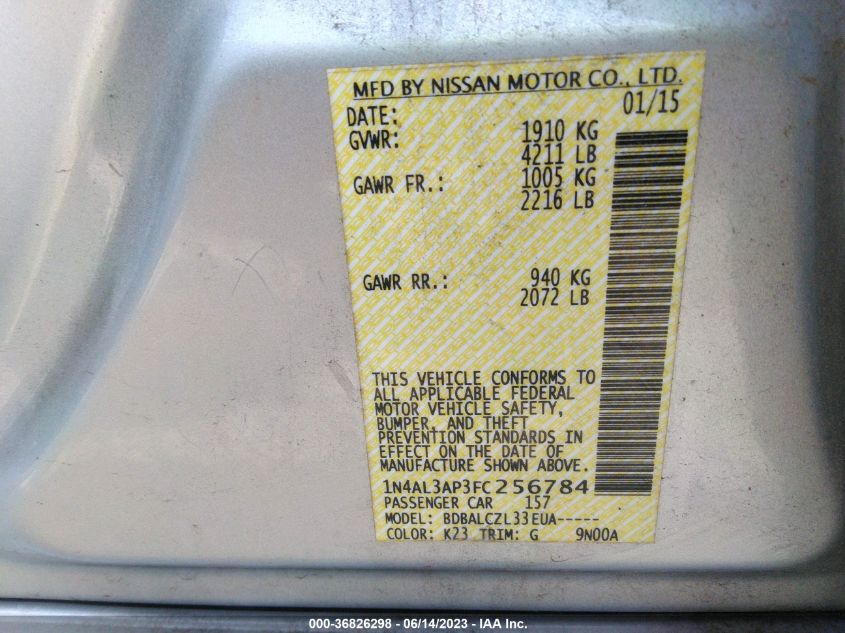 MFD BY NISSAN MOTOR CO., LTD.
DATE: 01/15
GVWR: 1910 KG
4211 LB
GAWR FR.: 1005 KG
2216 LB
GAWR RR.: 940 KG
2072 LB
THIS VEHICLE CONFORMS TO
ALL APPLICABLE FEDERAL
MOTOR VEHICLE SAFETY,
BUMPER, AND THEFT
PREVENTION STANDARDS IN
EFFECT ON THE DATE OF
MANUFACTURE SHOWN ABOVE.
1N4AL3AP3FC256784
PASSENGER CAR 157
MODEL: BDBALCZL33EUA-----
COLOR: K23 TRIM: G 9N00A
000-36826298 - 06/14/2023 - IAA Inc.